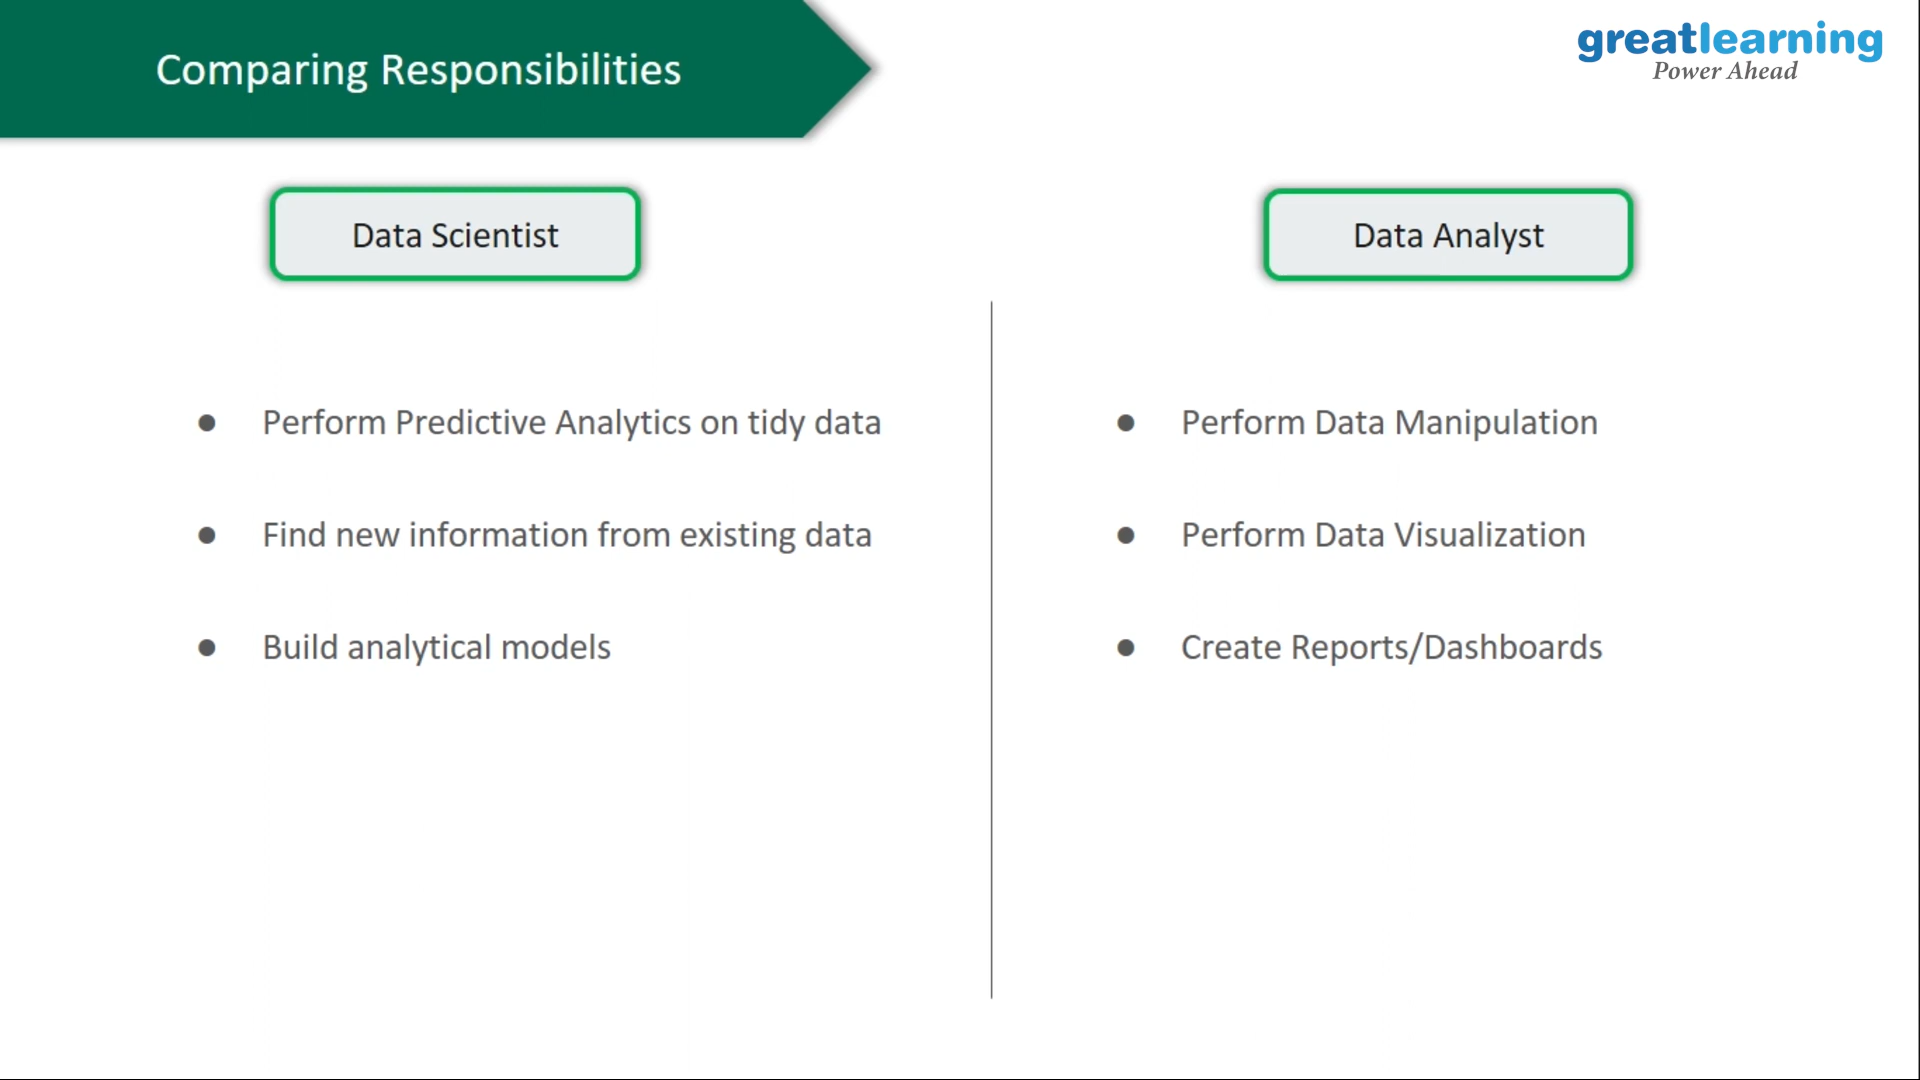 Comparing Responsibilities
greatlearning
Power Ahead
Data Scientist
● Perform Predictive Analytics on tidy data
● Find new information from existing data
● Build analytical models
Data Analyst
● Perform Data Manipulation
● Perform Data Visualization
● Create Reports/Dashboards